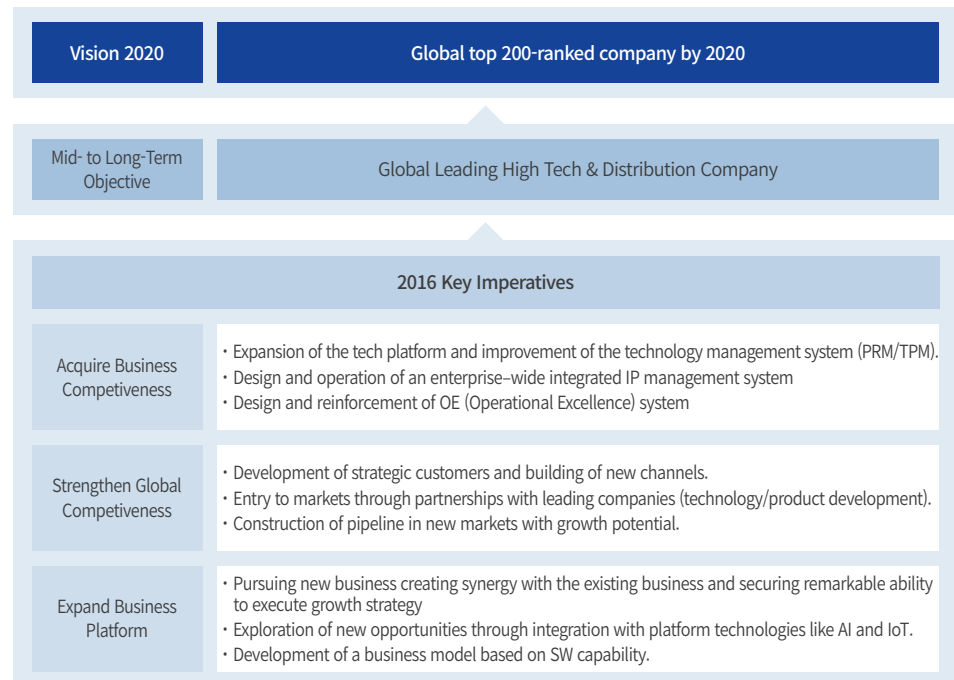 Vision 2020
Global top 200-ranked company by 2020
Mid- to Long-Term
Objective
Global Leading High Tech & Distribution Company
2016 Key Imperatives
Acquire Business
Competiveness
· Expansion of the tech platform and improvement of the technology management system (PRM/TPM).
· Design and operation of an enterprise–wide integrated IP management system
· Design and reinforcement of OE (Operational Excellence) system
Strengthen Global
Competiveness
· Development of strategic customers and building of new channels.
· Entry to markets through partnerships with leading companies (technology/product development).
· Construction of pipeline in new markets with growth potential.
Expand Business
Platform
· Pursuing new business creating synergy with the existing business and securing remarkable ability
to execute growth strategy
· Exploration of new opportunities through integration with platform technologies like AI and IoT.
· Development of a business model based on SW capability.